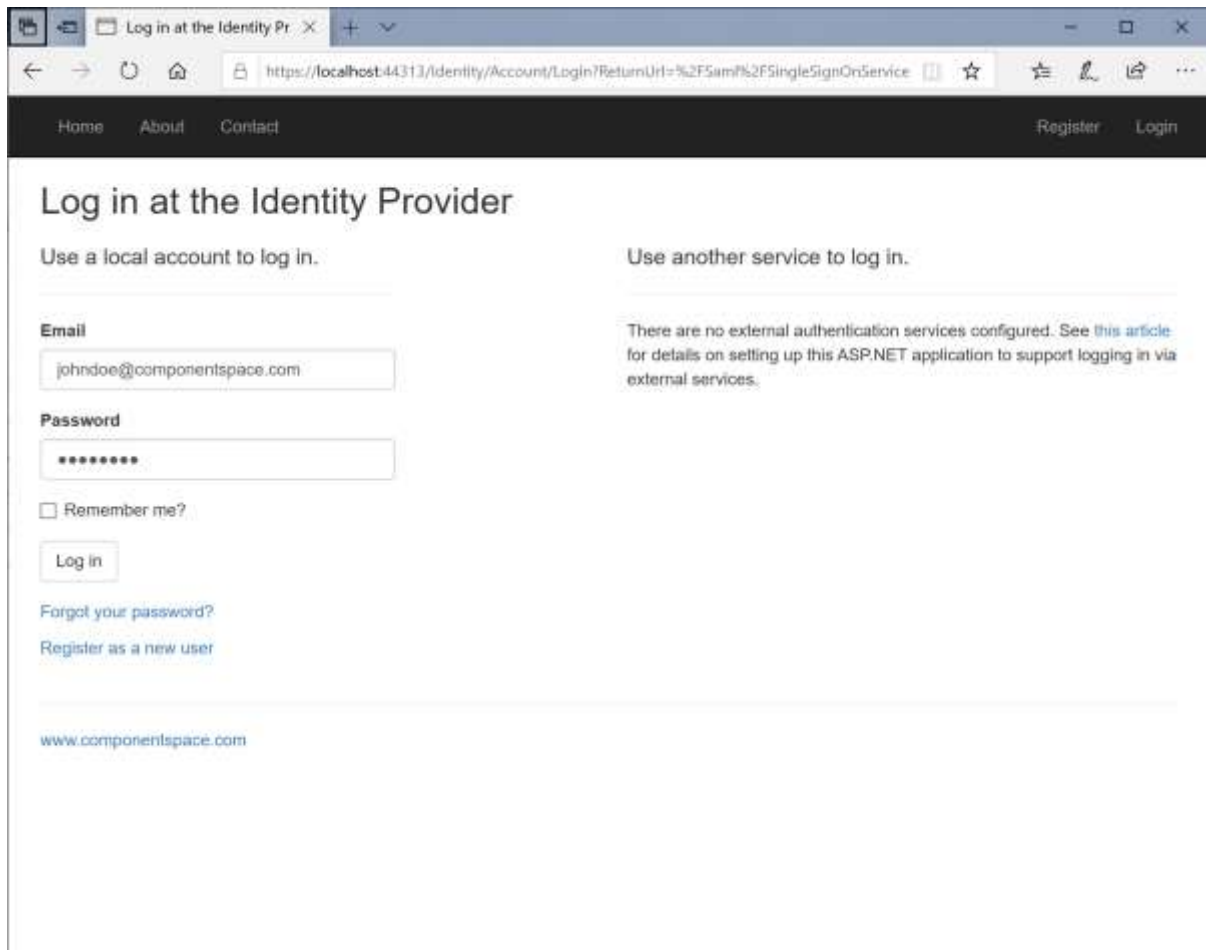 Log in at the Identity Pr
https://localhost:44313/Identity/Account/Login?ReturnUrl=%2FSaml%2FSingleSignOnService
Home About Contact Register Login
Log in at the Identity Provider
Use a local account to log in.
Email
johndoe@componentspace.com
Password
••••••••
Remember me?
Log in
Forgot your password?
Register as a new user
Use another service to log in.
There are no external authentication services configured. See this article
for details on setting up this ASP.NET application to support logging in via
external services.
www.componentspace.com